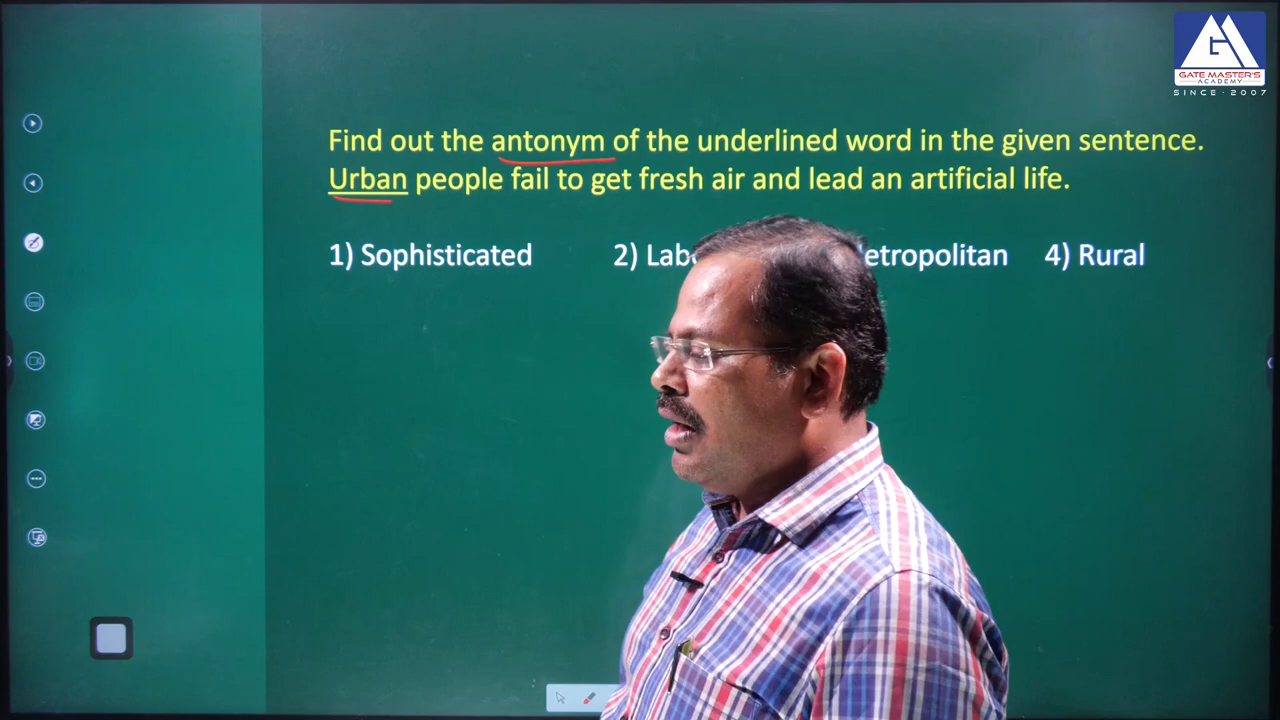 GATE MASTER'S
ACADEMY
SINCE - 2007
Find out the antonym of the underlined word in the given sentence.
Urban people fail to get fresh air and lead an artificial life.
1) Sophisticated 2) 4) Rural